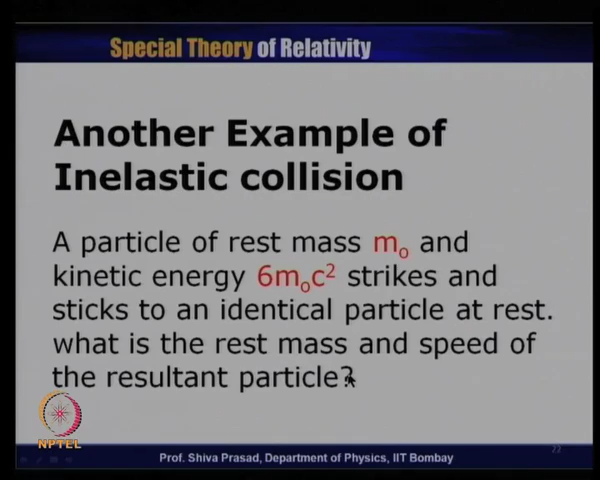 Special Theory of Relativity
Another Example of
Inelastic collision
A particle of rest mass m₀ and
kinetic energy 6m₀c² strikes and
sticks to an identical particle at rest.
what is the rest mass and speed of
the resultant particle?
NPTEL
Prof. Shiva Prasad, Department of Physics, IIT Bombay
22